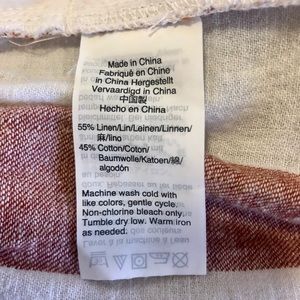 Made in China
Fabriqué en Chine
in China Hergestellt
Vervaardigd in China
中国製
Hecho en China
55% Linen/Lin/Leinen/Linnen/
麻/lino
45% Cotton/Coton/
Baumwolle/Katoen/綿/
algodón
Machine wash cold with
like colors, gentle cycle.
Non-chlorine bleach only.
Tumble dry low. Warm iron
as needed.